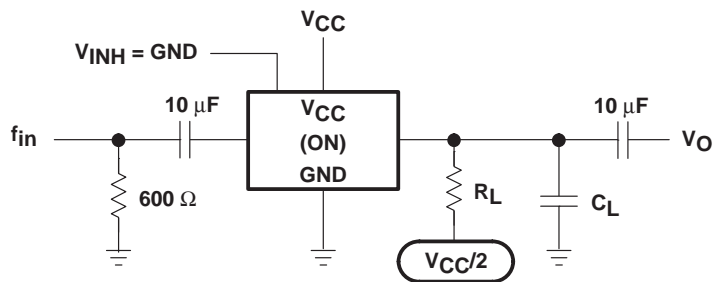 VCC
VINH = GND
10 μF
VCC
10 μF
fin
(ON)
VO
GND
600 Ω
RL
CL
VCC/2